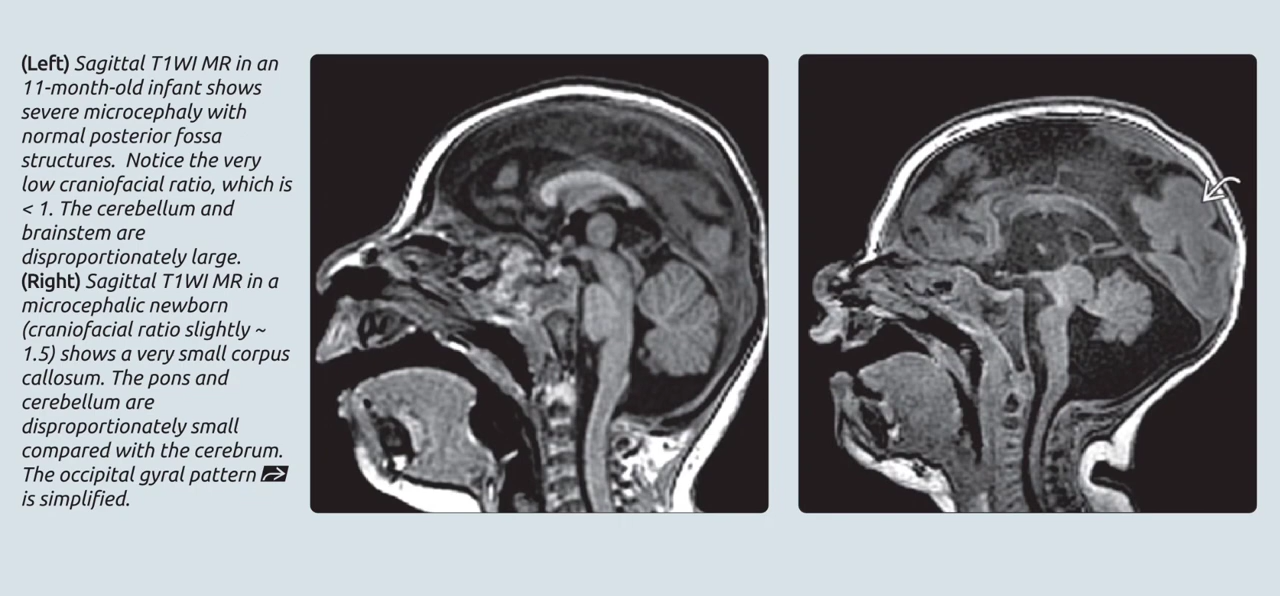 (Left) Sagittal T1WI MR in an
11-month-old infant shows
severe microcephaly with
normal posterior fossa
structures. Notice the very
low craniofacial ratio, which is
< 1. The cerebellum and
brainstem are
disproportionately large.
(Right) Sagittal T1WI MR in a
microcephalic newborn
(craniofacial ratio slightly ~
1.5) shows a very small corpus
callosum. The pons and
cerebellum are
disproportionately small
compared with the cerebrum.
The occipital gyral pattern
is simplified.